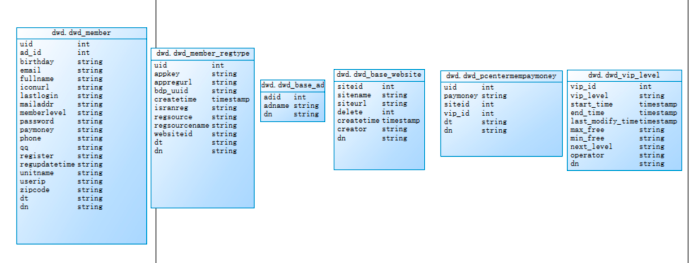 dwd. dwd_member
uid int
ad_id int
birthday string
email string
fullname string
iconurl string
lastlogin string
mailaddr string
memberlevel string
password string
paymoney string
phone string
qq string
register string
regupdatetime string
unitname string
userip string
zipcode string
dt string
dn string
dwd. dwd_member_regtype
uid int
appkey string
appregurl string
bdp_uuid string
createtime timestamp
isranreg string
regsource string
regsourcename string
websiteid string
dt string
dn string
dwd. dwd_base_ad
adid int
adname string
dn string
dwd. dwd_base_website
siteid int
sitename string
siteurl string
delete int
createtime timestamp
creator string
dn string
dwd. dwd_pcentermempaymoney
uid int
paymoney string
siteid int
vip_id int
dt string
dn string
dwd. dwd_vip_level
vip_id int
vip_level string
start_time timestamp
end_time timestamp
last_modify_time timestamp
max_free string
min_free string
next_level string
operator string
dn string